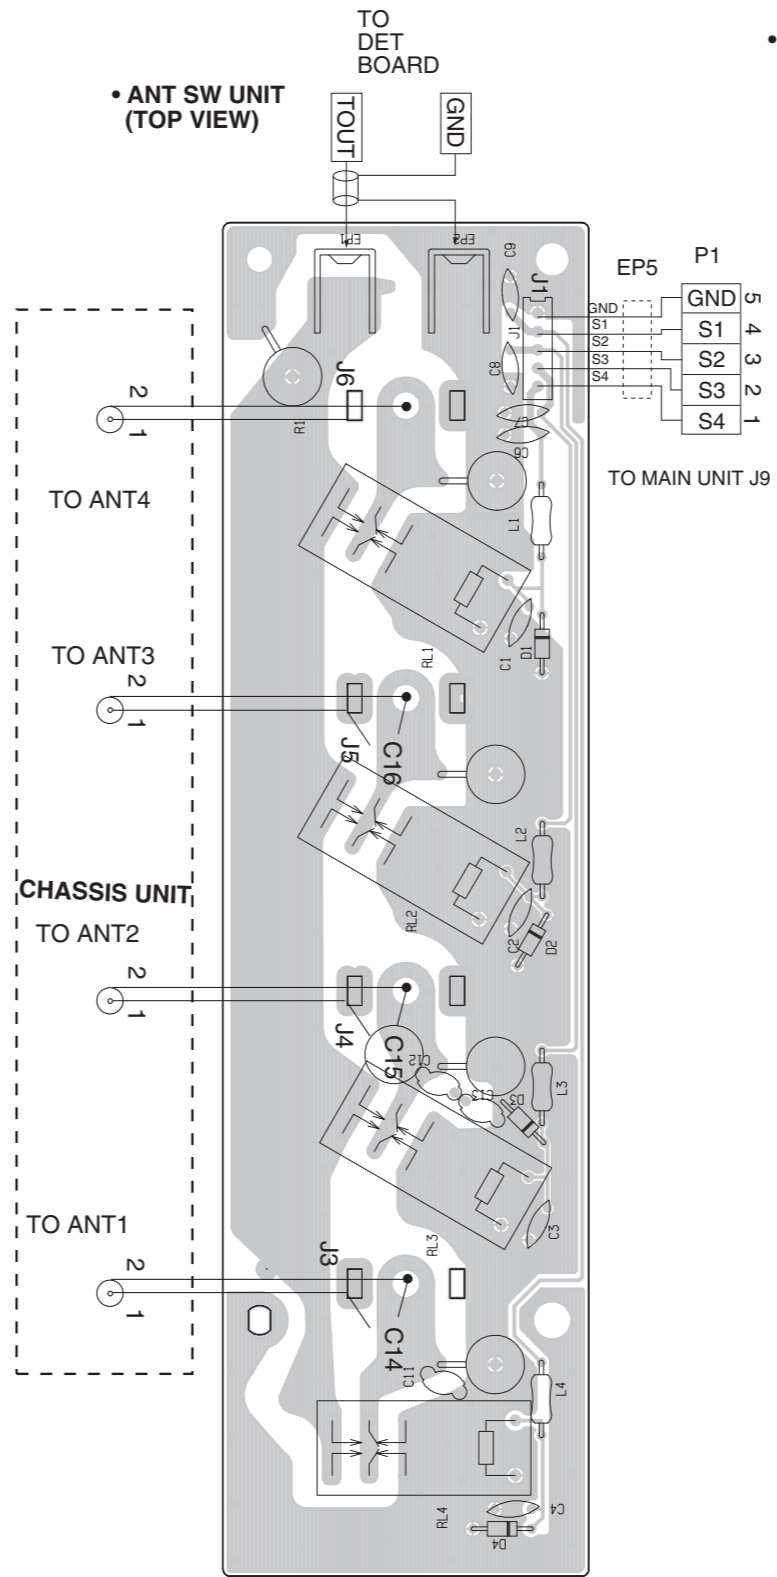 TO
DET
BOARD
• ANT SW UNIT
(TOP VIEW)
TOUT
GND
EP1
EP2
C9
J1
J1
EP5
P1
GND
S1
S2
S3
S4
GND 5
S1 4
S2 3
S3 2
S4 1
C8
C7
C6
J6
R1
2
1
TO ANT4
TO MAIN UNIT J9
L1
C1
D1
RL1
TO ANT3
2
1
J5
C16
L2
RL2
C2
D2
CHASSIS UNIT
TO ANT2
2
1
J4
C15
C12
C13
D3
L3
C3
RL3
TO ANT1
2
1
J3
C14
C11
L4
RL4
C4
D4